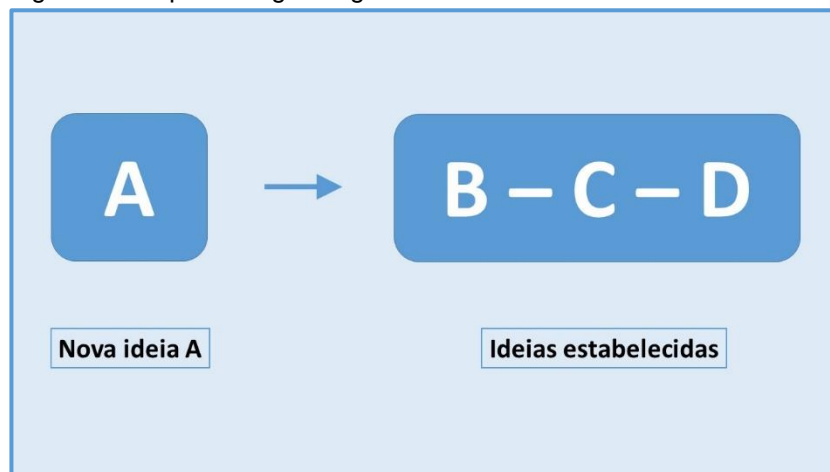 A
B – C – D
Nova ideia A
Ideias estabelecidas